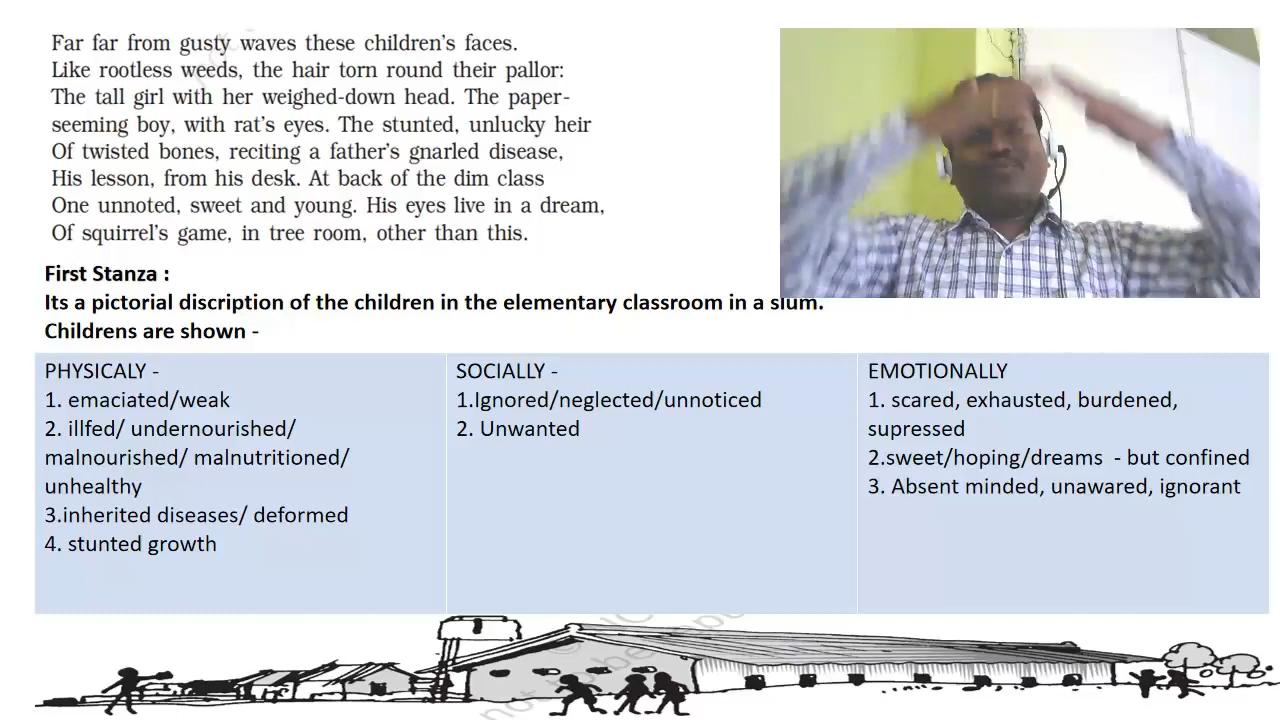 Far far from gusty waves these children's faces.
Like rootless weeds, the hair torn round their pallor:
The tall girl with her weighed-down head. The paper-
seeming boy, with rat's eyes. The stunted, unlucky heir
Of twisted bones, reciting a father's gnarled disease,
His lesson, from his desk. At back of the dim class
One unnoted, sweet and young. His eyes live in a dream,
Of squirrel's game, in tree room, other than this.
First Stanza :
Its a pictorial discription of the children in the elementary classroom in a slum.
Childrens are shown -
PHYSICALY -
1. emaciated/weak
2. illfed/ undernourished/
malnourished/ malnutritioned/
unhealthy
3.inherited diseases/ deformed
4. stunted growth
SOCIALLY -
1.Ignored/neglected/unnoticed
2. Unwanted
EMOTIONALLY
1. scared, exhausted, burdened,
supressed
2.sweet/hoping/dreams - but confined
3. Absent minded, unawared, ignorant
not be